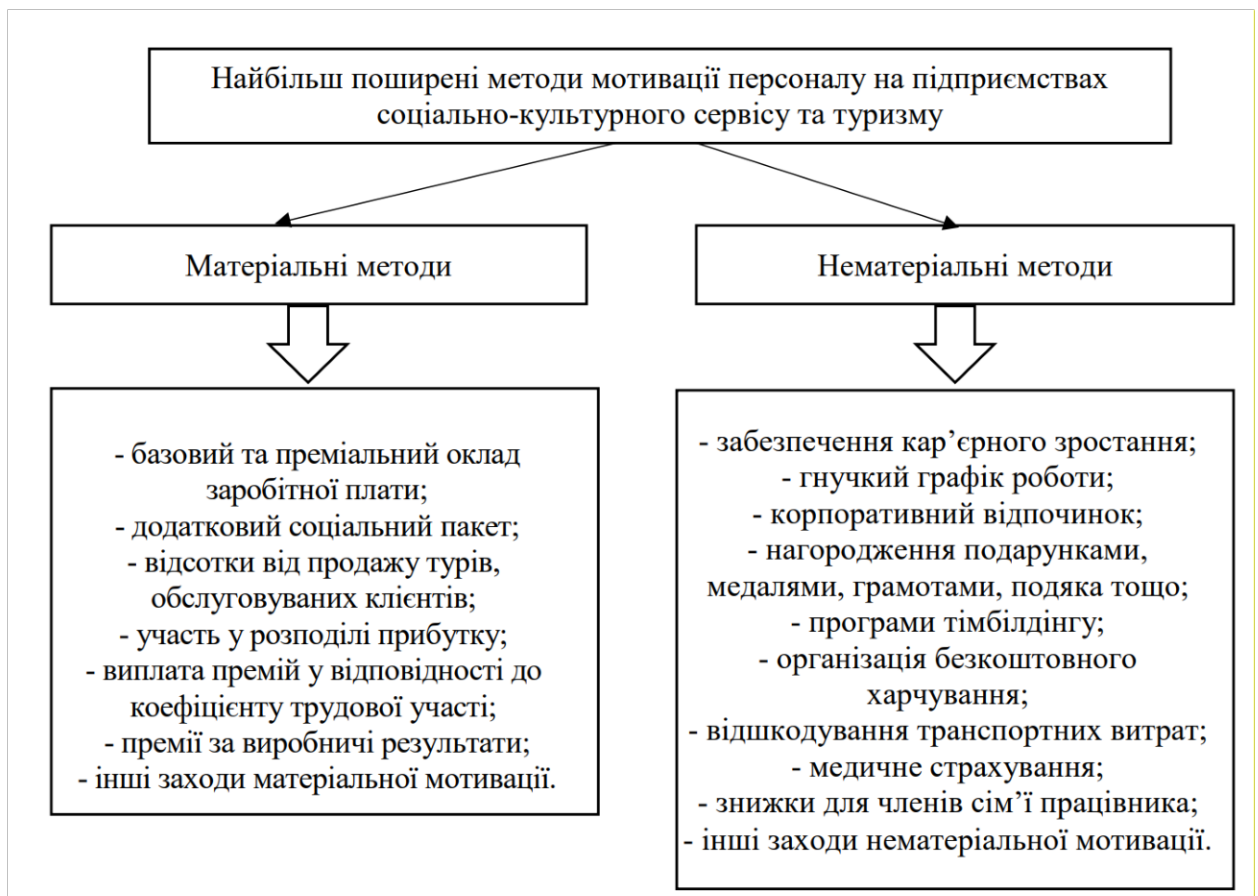 Найбільш поширені методи мотивації персоналу на підприємствах
соціально-культурного сервісу та туризму
Матеріальні методи
Нематеріальні методи
- базовий та преміальний оклад
заробітної плати;
- додатковий соціальний пакет;
- відсотки від продажу турів,
обслуговуваних клієнтів;
- участь у розподілі прибутку;
- виплата премій у відповідності до
коефіцієнту трудової участі;
- премії за виробничі результати;
- інші заходи матеріальної мотивації.
- забезпечення кар’єрного зростання;
- гнучкий графік роботи;
- корпоративний відпочинок;
- нагородження подарунками,
медалями, грамотами, подяка тощо;
- програми тімбілдінгу;
- організація безкоштовного
харчування;
- відшкодування транспортних витрат;
- медичне страхування;
- знижки для членів сім’ї працівника;
- інші заходи нематеріальної мотивації.